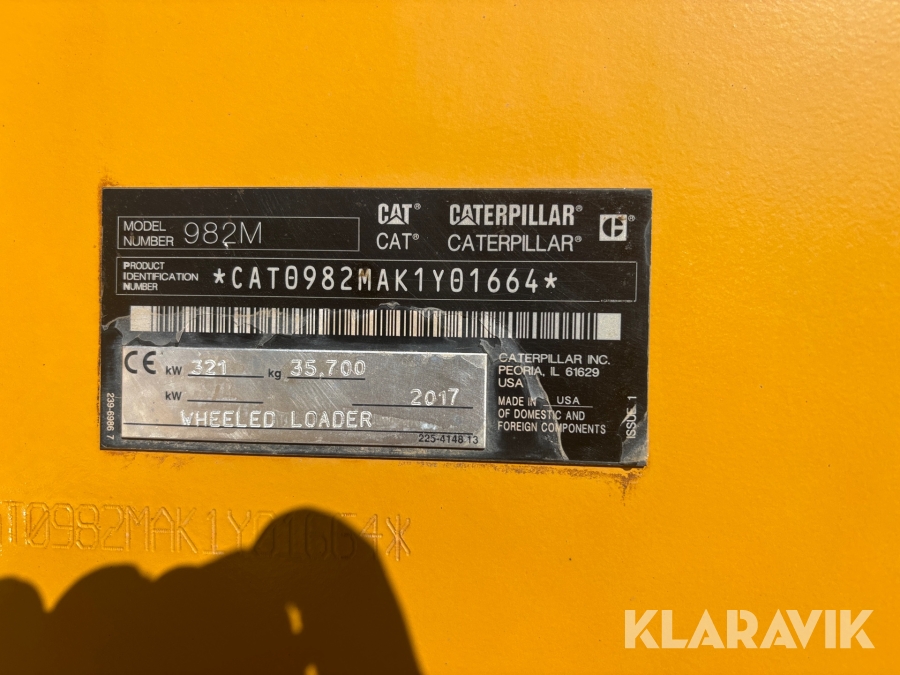 MODEL NUMBER 982M
CAT® CATERPILLAR®
CAT® CATERPILLAR®
PRODUCT IDENTIFICATION NUMBER *CAT0982MAK1Y01664*
CE kW 321 kg 35,700
kW 2017
WHEELED LOADER
225-4148 13
239-6986 7
CATERPILLAR INC.
PEORIA, IL 61629
USA
MADE IN USA
OF DOMESTIC AND
FOREIGN COMPONENTS
ISSUE 1
T0982MAK1Y01664*
KLARAVIK